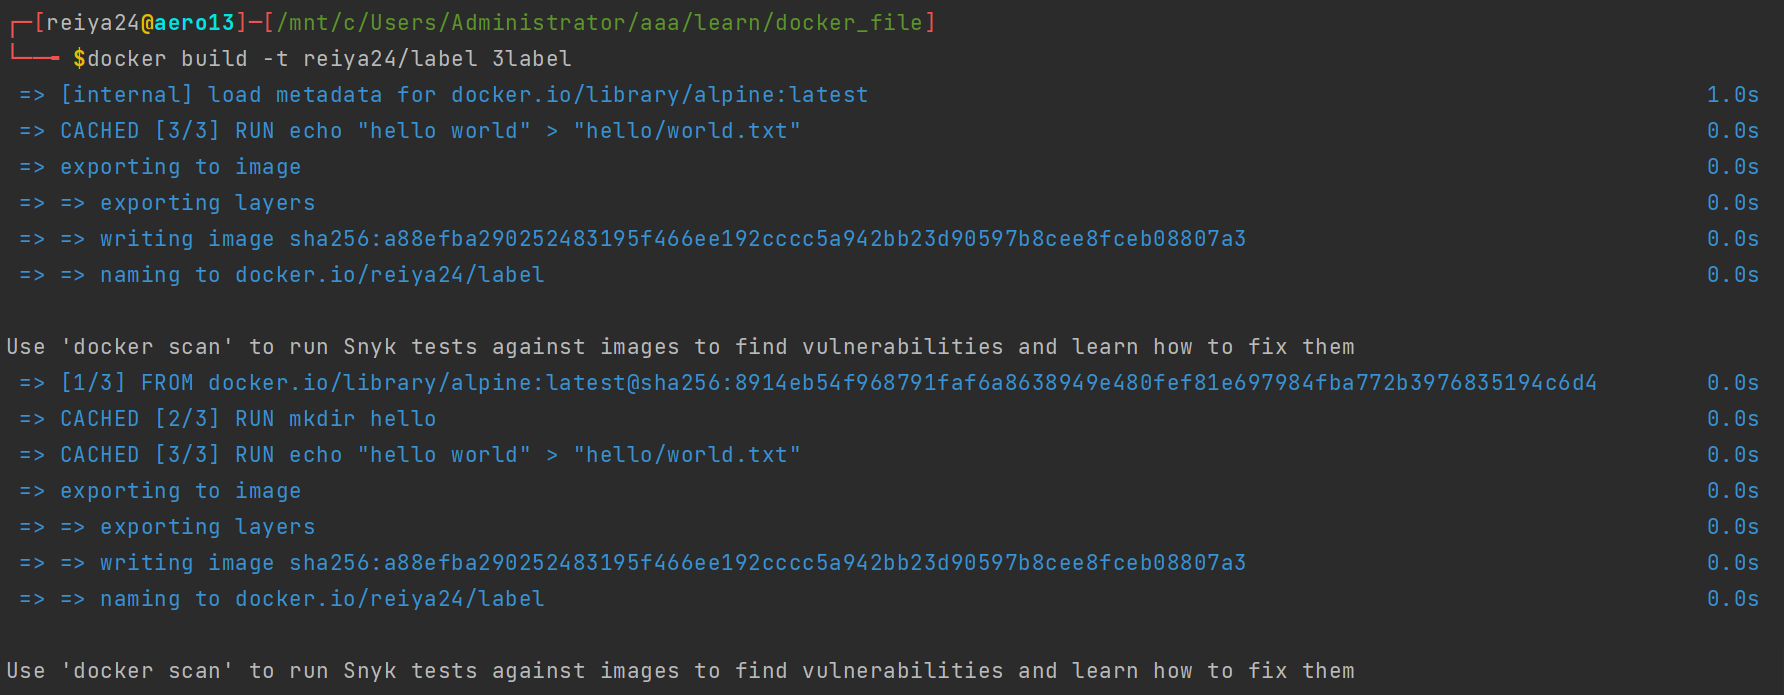 ┌─[reiya24@aero13]─[/mnt/c/Users/Administrator/aaa/learn/docker_file]
└──╼ $docker build -t reiya24/label 3label
=> [internal] load metadata for docker.io/library/alpine:latest 1.0s
=> CACHED [3/3] RUN echo "hello world" > "hello/world.txt" 0.0s
=> exporting to image 0.0s
=> => exporting layers 0.0s
=> => writing image sha256:a88efba290252483195f466ee192cccc5a942bb23d90597b8cee8fceb08807a3 0.0s
=> => naming to docker.io/reiya24/label 0.0s
Use 'docker scan' to run Snyk tests against images to find vulnerabilities and learn how to fix them
=> [1/3] FROM docker.io/library/alpine:latest@sha256:8914eb54f968791faf6a8638949e480fef81e697984fba772b3976835194c6d4 0.0s
=> CACHED [2/3] RUN mkdir hello 0.0s
=> CACHED [3/3] RUN echo "hello world" > "hello/world.txt" 0.0s
=> exporting to image 0.0s
=> => exporting layers 0.0s
=> => writing image sha256:a88efba290252483195f466ee192cccc5a942bb23d90597b8cee8fceb08807a3 0.0s
=> => naming to docker.io/reiya24/label 0.0s
Use 'docker scan' to run Snyk tests against images to find vulnerabilities and learn how to fix them